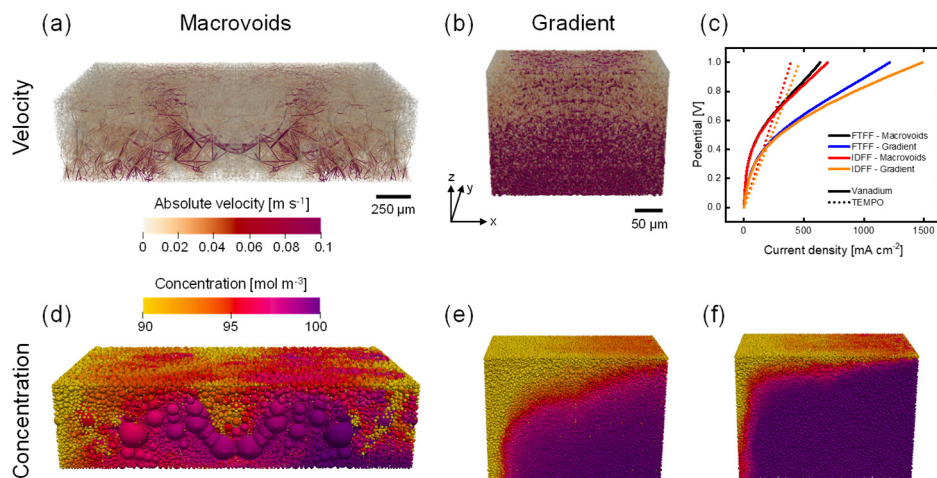 (a) Macrovoids
(b) Gradient
(c)
Velocity
250 µm
Absolute velocity [m s⁻¹]
0 0.02 0.04 0.06 0.08 0.1
z
y
x
50 µm
Potential [V]
1.0
0.8
0.6
0.4
0.2
0.0
FTFF - Macrovoids
FTFF - Gradient
IDFF - Macrovoids
IDFF - Gradient
Vanadium
TEMPO
0 500 1000 1500
Current density [mA cm⁻²]
Concentration [mol m⁻³]
90 95 100
(d)
(e)
(f)
Concentration